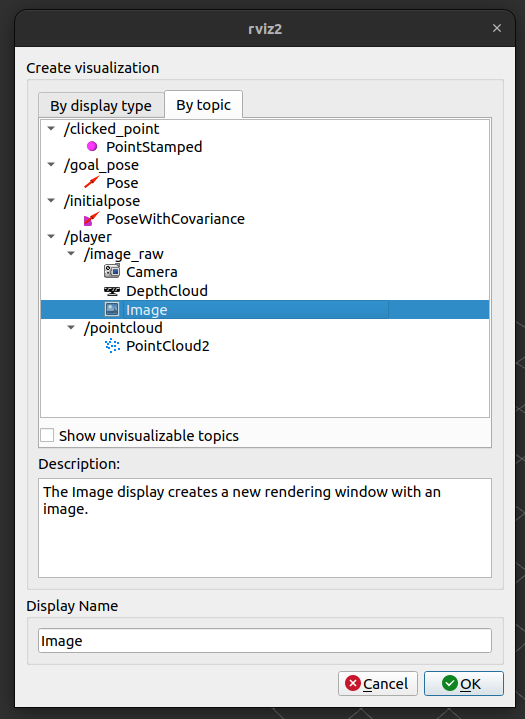 rviz2
Create visualization
By display type
By topic
/clicked_point
PointStamped
/goal_pose
Pose
/initialpose
PoseWithCovariance
/player
/image_raw
Camera
DepthCloud
Image
/pointcloud
PointCloud2
Show unvisualizable topics
Description:
The Image display creates a new rendering window with an
image.
Display Name
Image
Cancel
OK